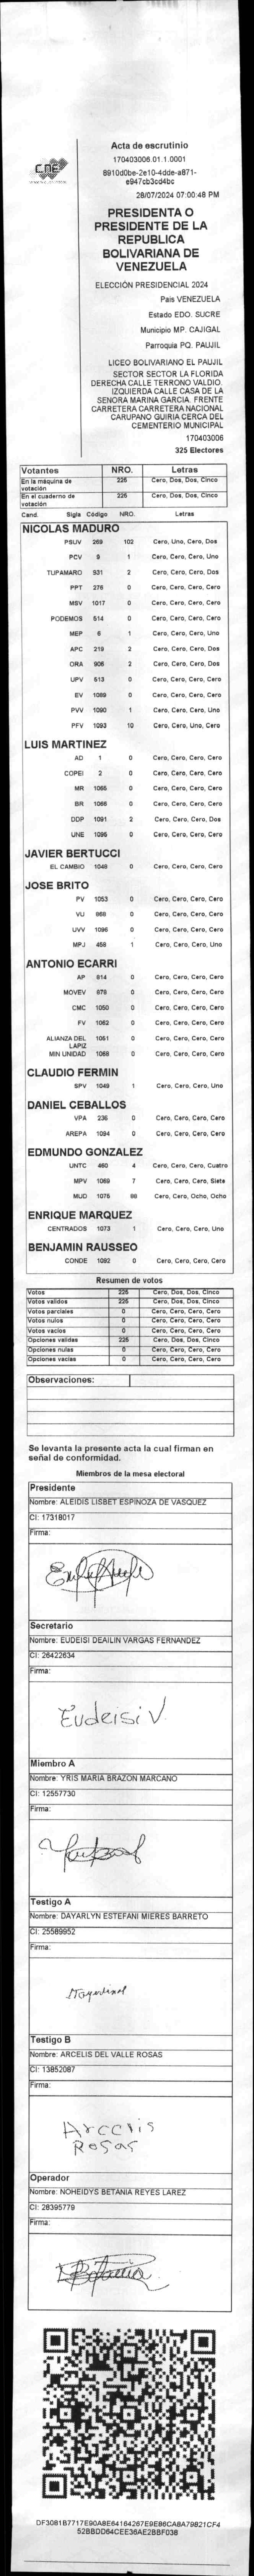 CNE
Acta de escrutinio
170403006.01.1.0001
8910d0be-2e10-4dde-a871-
e947cb3cd4bc
28/07/2024 07:00:48 PM
PRESIDENTA O
PRESIDENTE DE LA
REPUBLICA
BOLIVARIANA DE
VENEZUELA
ELECCIÓN PRESIDENCIAL 2024
Pais VENEZUELA
Estado EDO. SUCRE
Municipio MP. CAJIGAL
Parroquia PQ. PAUJIL
LICEO BOLIVARIANO EL PAUJIL
SECTOR SECTOR LA FLORIDA
DERECHA CALLE TERRENO VALDIO.
IZQUIERDA CALLE CASA DE LA
SENORA MARINA GARCIA. FRENTE
CARRETERA CARRETERA NACIONAL
CARUPANO GUIRIA CERCA DEL
CEMENTERIO MUNICIPAL
170403006
325 Electores
Votantes NRO. Letras
En la máquina de votación 225 Cero, Dos, Dos, Cinco
En el cuaderno de votación 225 Cero, Dos, Dos, Cinco
Cand. Sigla Código NRO. Letras
NICOLAS MADURO
PSUV 269 102 Cero, Uno, Cero, Dos
PCV 9 1 Cero, Cero, Cero, Uno
TUPAMARO 931 2 Cero, Cero, Cero, Dos
PPT 276 0 Cero, Cero, Cero, Cero
MSV 1017 0 Cero, Cero, Cero, Cero
PODEMOS 514 0 Cero, Cero, Cero, Cero
MEP 6 1 Cero, Cero, Cero, Uno
APC 219 2 Cero, Cero, Cero, Dos
ORA 906 2 Cero, Cero, Cero, Dos
UPV 513 0 Cero, Cero, Cero, Cero
EV 1089 0 Cero, Cero, Cero, Cero
PVV 1090 1 Cero, Cero, Cero, Uno
PFV 1093 10 Cero, Cero, Uno, Cero
LUIS MARTINEZ
AD 1 0 Cero, Cero, Cero, Cero
COPEI 2 0 Cero, Cero, Cero, Cero
MR 1065 0 Cero, Cero, Cero, Cero
BR 1066 0 Cero, Cero, Cero, Cero
DDP 1091 2 Cero, Cero, Cero, Dos
UNE 1095 0 Cero, Cero, Cero, Cero
JAVIER BERTUCCI
EL CAMBIO 1048 0 Cero, Cero, Cero, Cero
JOSE BRITO
PV 1053 0 Cero, Cero, Cero, Cero
VU 868 0 Cero, Cero, Cero, Cero
UVV 1096 0 Cero, Cero, Cero, Cero
MPJ 458 1 Cero, Cero, Cero, Uno
ANTONIO ECARRI
AP 814 0 Cero, Cero, Cero, Cero
MOVEV 979 0 Cero, Cero, Cero, Cero
CMC 1050 0 Cero, Cero, Cero, Cero
FV 1062 0 Cero, Cero, Cero, Cero
ALIANZA DEL LAPIZ 1061 0 Cero, Cero, Cero, Cero
MIN UNIDAD 1068 0 Cero, Cero, Cero, Cero
CLAUDIO FERMIN
SPV 1049 1 Cero, Cero, Cero, Uno
DANIEL CEBALLOS
VPA 236 0 Cero, Cero, Cero, Cero
AREPA 1094 0 Cero, Cero, Cero, Cero
EDMUNDO GONZALEZ
UNTC 460 4 Cero, Cero, Cero, Cuatro
MPV 1069 7 Cero, Cero, Cero, Siete
MUD 1075 88 Cero, Cero, Ocho, Ocho
ENRIQUE MARQUEZ
CENTRADOS 1073 1 Cero, Cero, Cero, Uno
BENJAMIN RAUSSEO
CONDE 1092 0 Cero, Cero, Cero, Cero
Resumen de votos
Votos 225 Cero, Dos, Dos, Cinco
Votos validos 225 Cero, Dos, Dos, Cinco
Votos parciales 0 Cero, Cero, Cero, Cero
Votos nulos 0 Cero, Cero, Cero, Cero
Votos vacios 0 Cero, Cero, Cero, Cero
Opciones validas 225 Cero, Dos, Dos, Cinco
Opciones nulas 0 Cero, Cero, Cero, Cero
Opciones vacias 0 Cero, Cero, Cero, Cero
Observaciones:
Se levanta la presente acta la cual firman en
señal de conformidad.
Miembros de la mesa electoral
Presidente
Nombre: ALEIDIS LISBET ESPINOZA DE VASQUEZ
CI: 17318017
Firma:
Secretario
Nombre: EUDEISI DEAILIN VARGAS FERNANDEZ
CI: 26422634
Firma:
Eudeisi V.
Miembro A
Nombre: YRIS MARIA BRAZON MARCANO
CI: 12557730
Firma:
Testigo A
Nombre: DAYARLYN ESTEFANI MIERES BARRETO
CI: 25589952
Firma:
Testigo B
Nombre: ARCELIS DEL VALLE ROSAS
CI: 13852087
Firma:
Arcelis
Rosas
Operador
Nombre: NOHEIDYS BETANIA REYES LAREZ
CI: 28395779
Firma:
DF3081B7717E90A8E64164267E9E86CA8A79821CF4
52BBDD64CEE36AE2BBF038